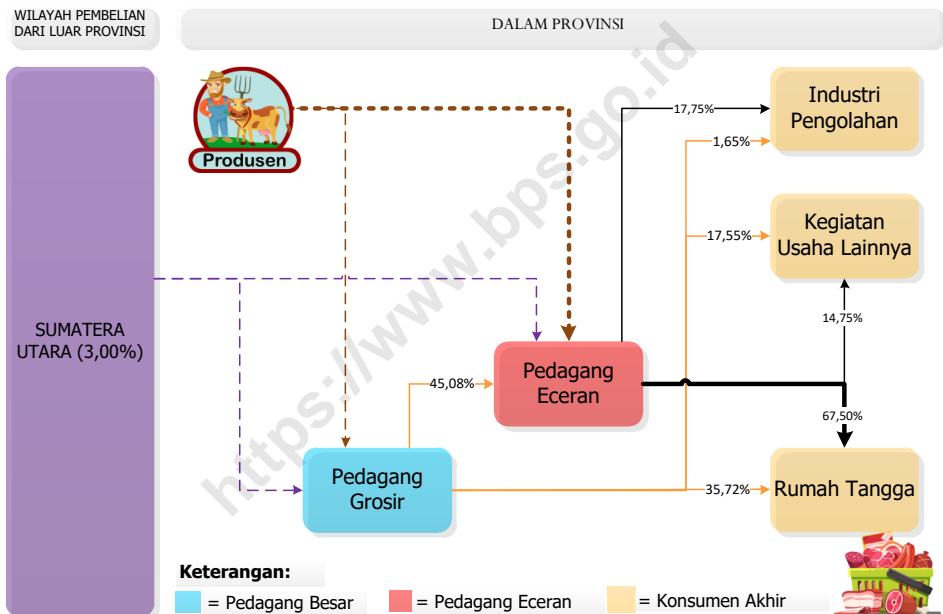 WILAYAH PEMBELIAN
DARI LUAR PROVINSI
DALAM PROVINSI
Produsen
Industri
Pengolahan
17,75%
1,65%
Kegiatan
Usaha Lainnya
17,55%
14,75%
SUMATERA
UTARA (3,00%)
Pedagang
Eceran
45,08%
67,50%
Pedagang
Grosir
35,72%
Rumah Tangga
Keterangan:
= Pedagang Besar
= Pedagang Eceran
= Konsumen Akhir
https://www.bps.go.id